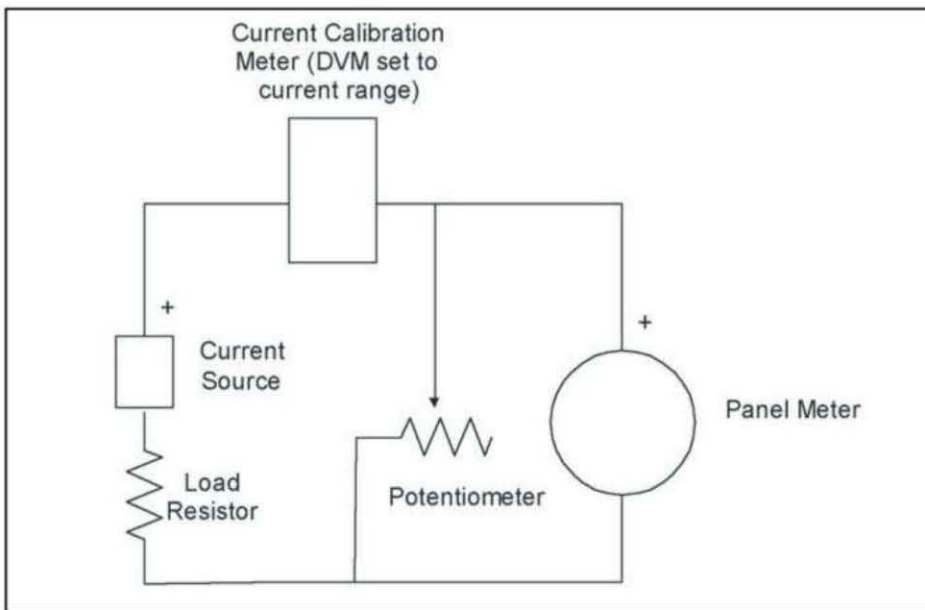 Current Calibration
Meter (DVM set to
current range)
+
Current
Source
+
Panel Meter
Load
Resistor
Potentiometer